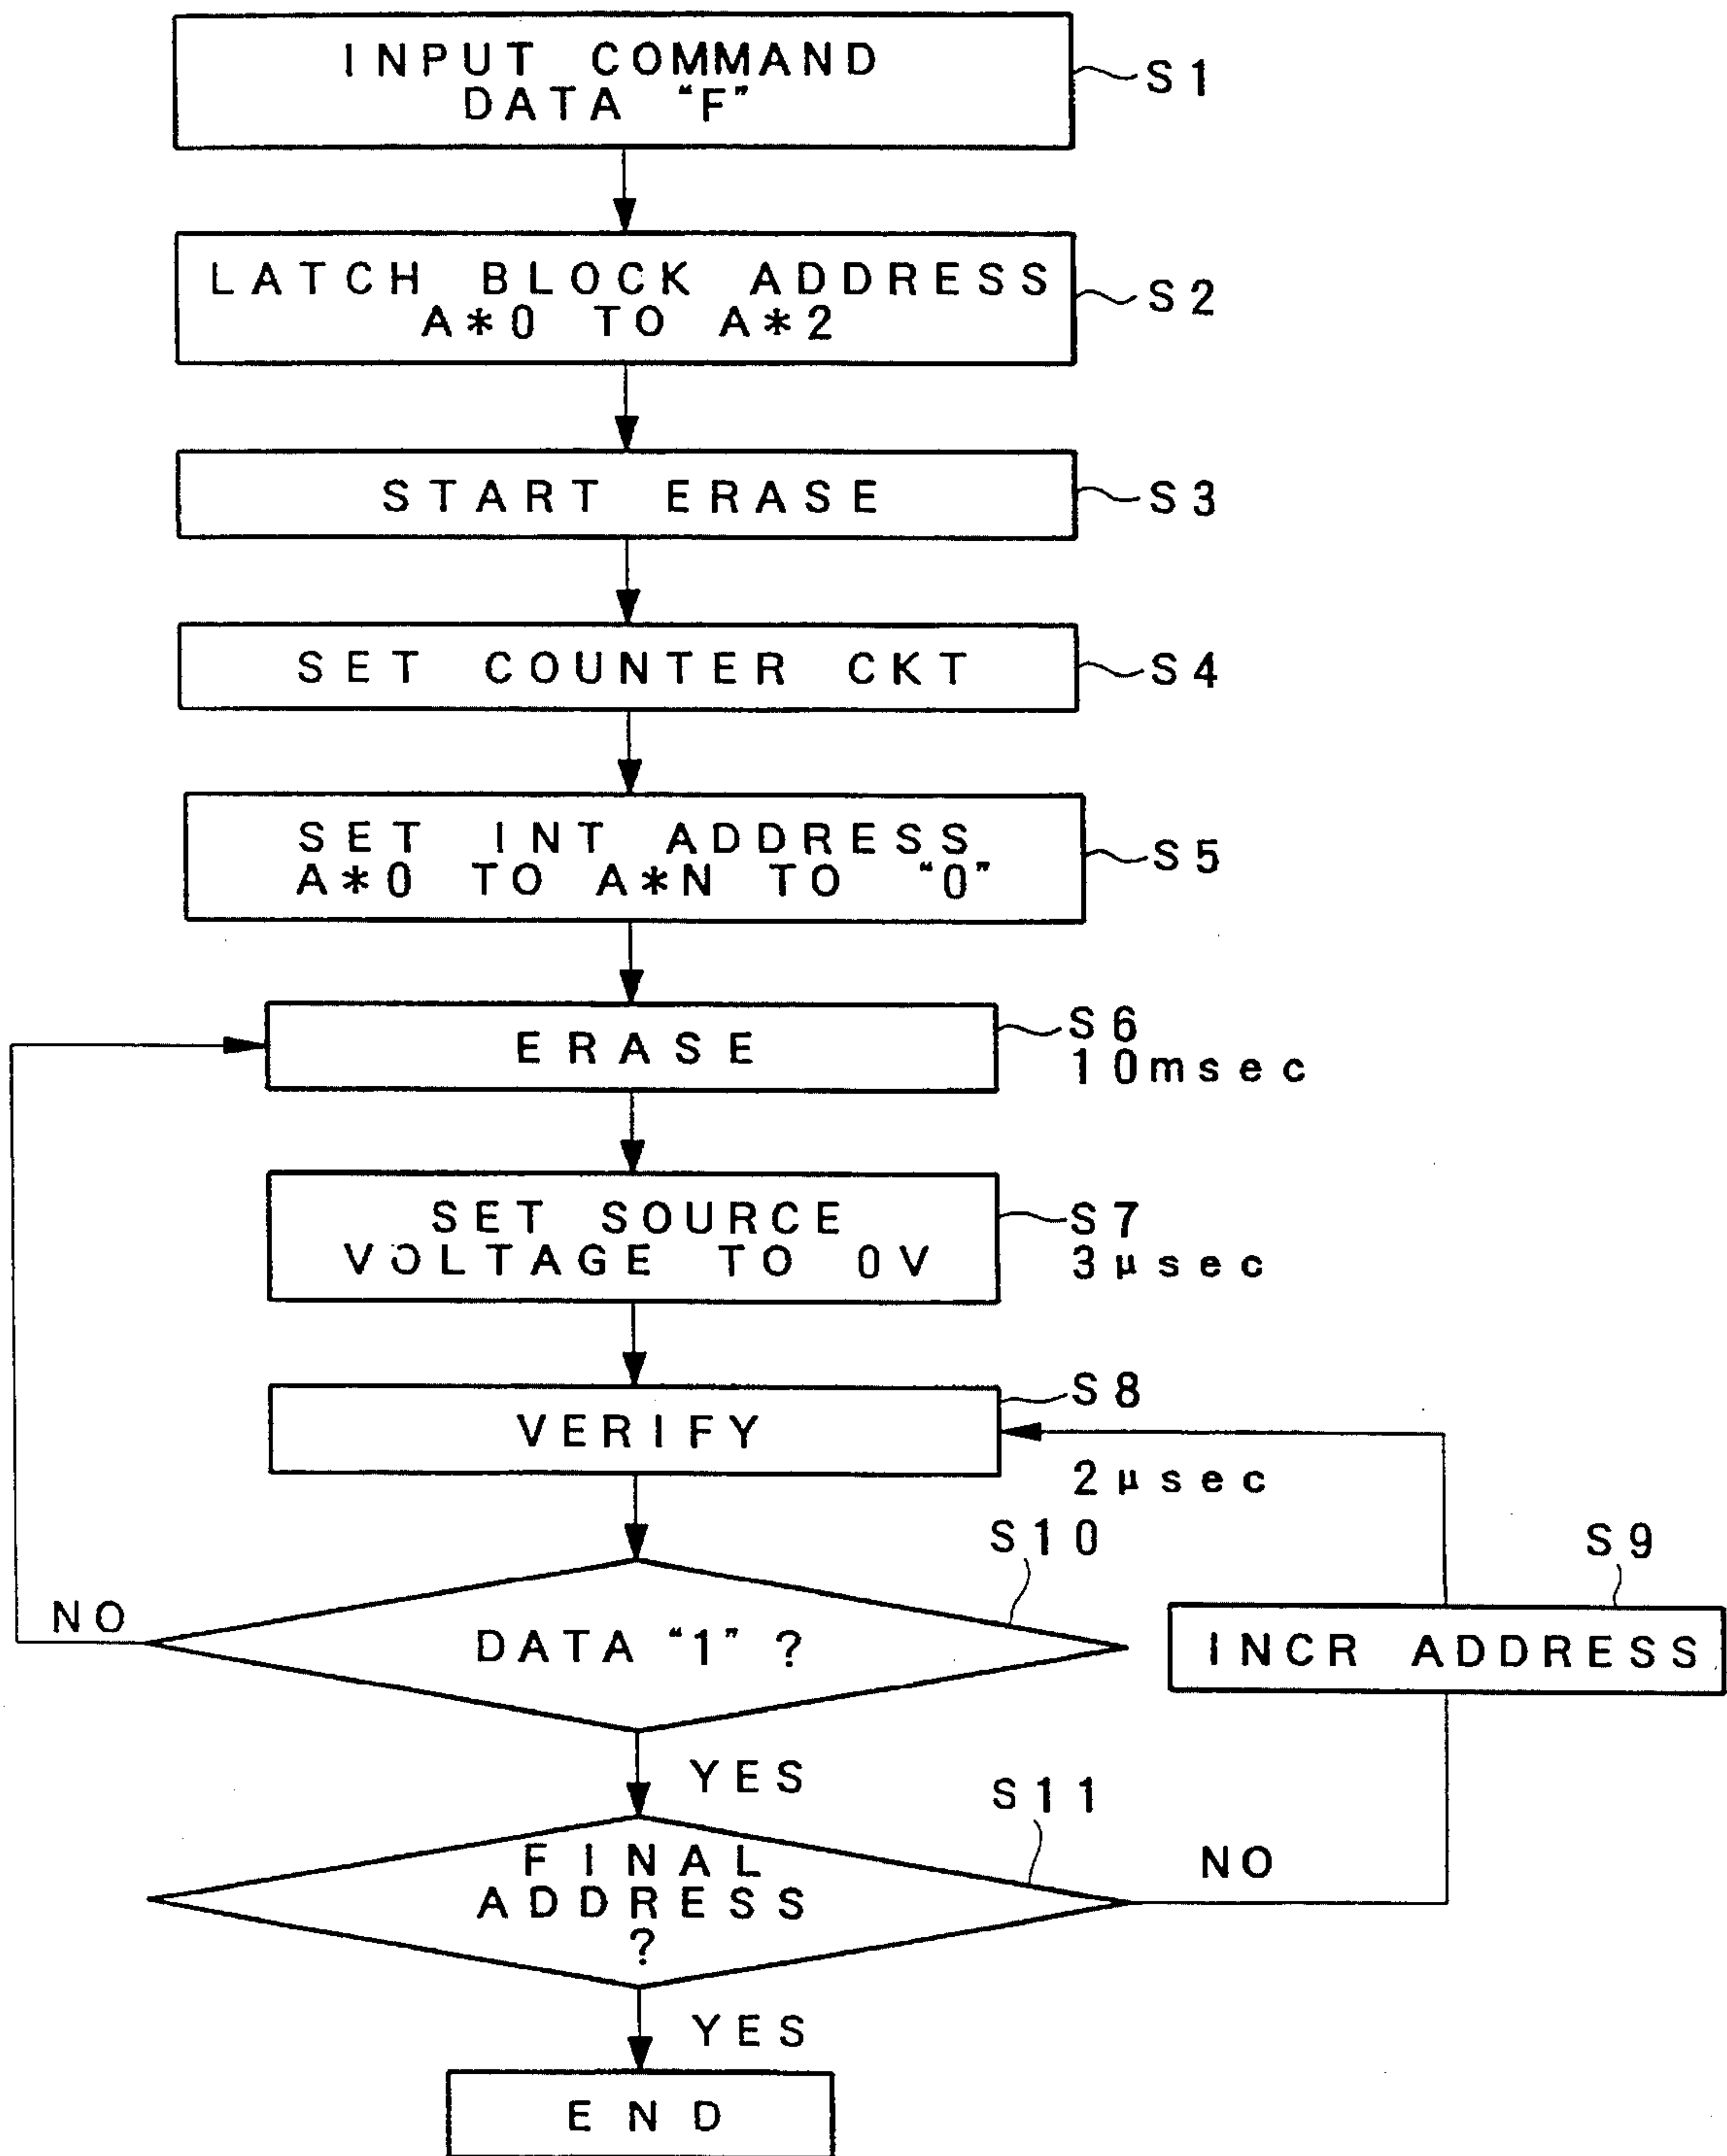 INPUT COMMAND
DATA "F"
S1
LATCH BLOCK ADDRESS
A*0 TO A*2
S2
START ERASE
S3
SET COUNTER CKT
S4
SET INT ADDRESS
A*0 TO A*N TO "0"
S5
ERASE
S6
10msec
SET SOURCE
VOLTAGE TO 0V
S7
3μsec
VERIFY
S8
2μsec
S10
S9
NO
DATA "1" ?
INCR ADDRESS
YES
S11
FINAL
ADDRESS
?
NO
YES
END